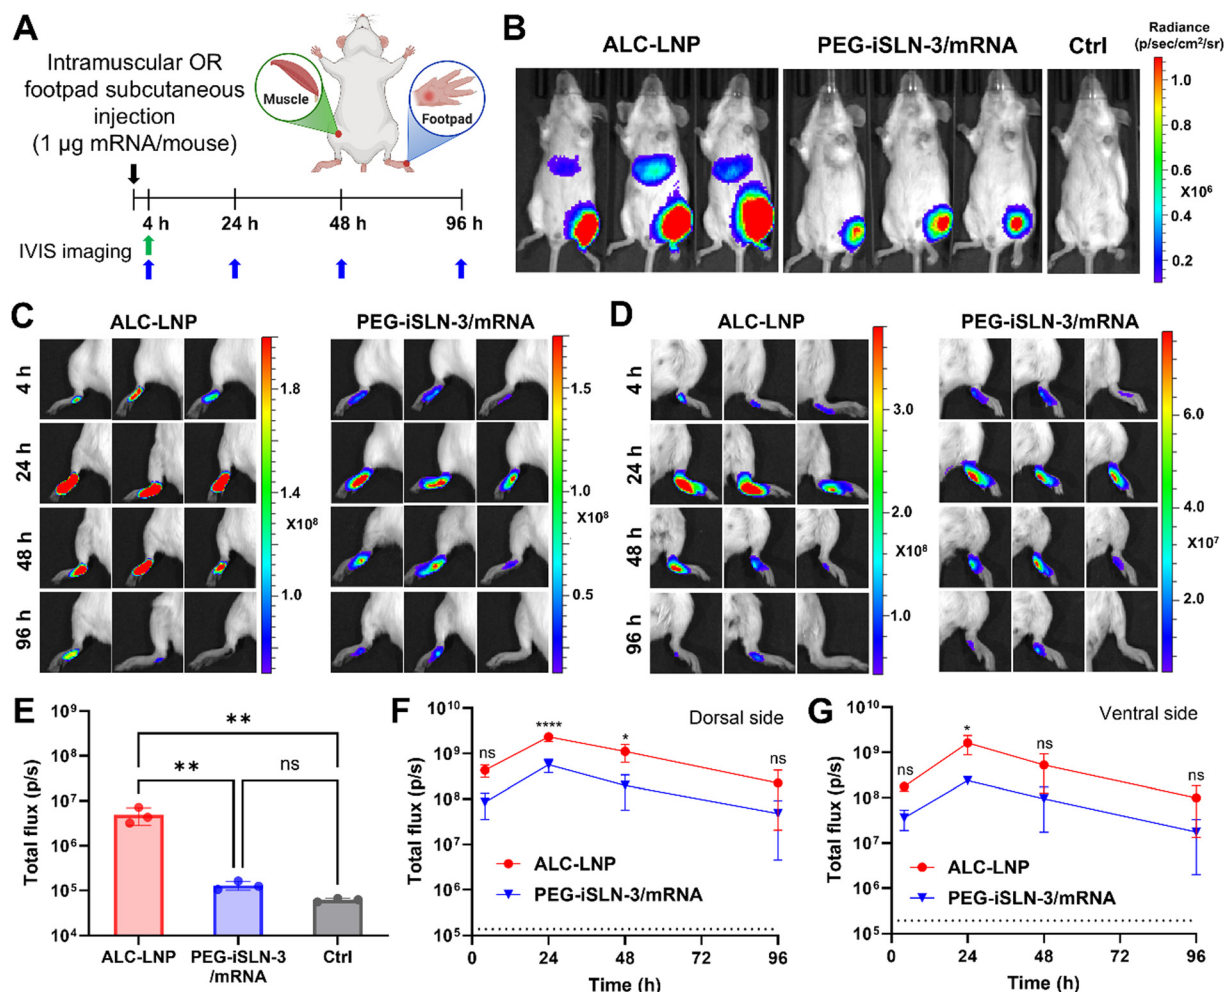 A
Intramuscular OR
footpad subcutaneous
injection
(1 µg mRNA/mouse)
Muscle
Footpad
4 h 24 h 48 h 96 h
IVIS imaging
B
ALC-LNP PEG-iSLN-3/mRNA Ctrl
Radiance
(p/sec/cm²/sr)
1.0
0.8
0.6
X10⁶
0.4
0.2
C
ALC-LNP PEG-iSLN-3/mRNA
4 h
24 h
48 h
96 h
1.8
1.4
X10⁸
1.0
1.5
1.0
X10⁸
0.5
D
ALC-LNP PEG-iSLN-3/mRNA
4 h
24 h
48 h
96 h
3.0
2.0
X10⁸
1.0
6.0
4.0
X10⁷
2.0
E
Total flux (p/s)
10⁹
10⁸
10⁷
10⁶
10⁵
10⁴
**
** ns
ALC-LNP PEG-iSLN-3 Ctrl
/mRNA
F
Dorsal side
Total flux (p/s)
10¹⁰
10⁹
10⁸
10⁷
10⁶
10⁵
ns **** * ns
ALC-LNP
PEG-iSLN-3/mRNA
0 24 48 72 96
Time (h)
G
Ventral side
Total flux (p/s)
10¹⁰
10⁹
10⁸
10⁷
10⁶
10⁵
ns * ns ns
ALC-LNP
PEG-iSLN-3/mRNA
0 24 48 72 96
Time (h)